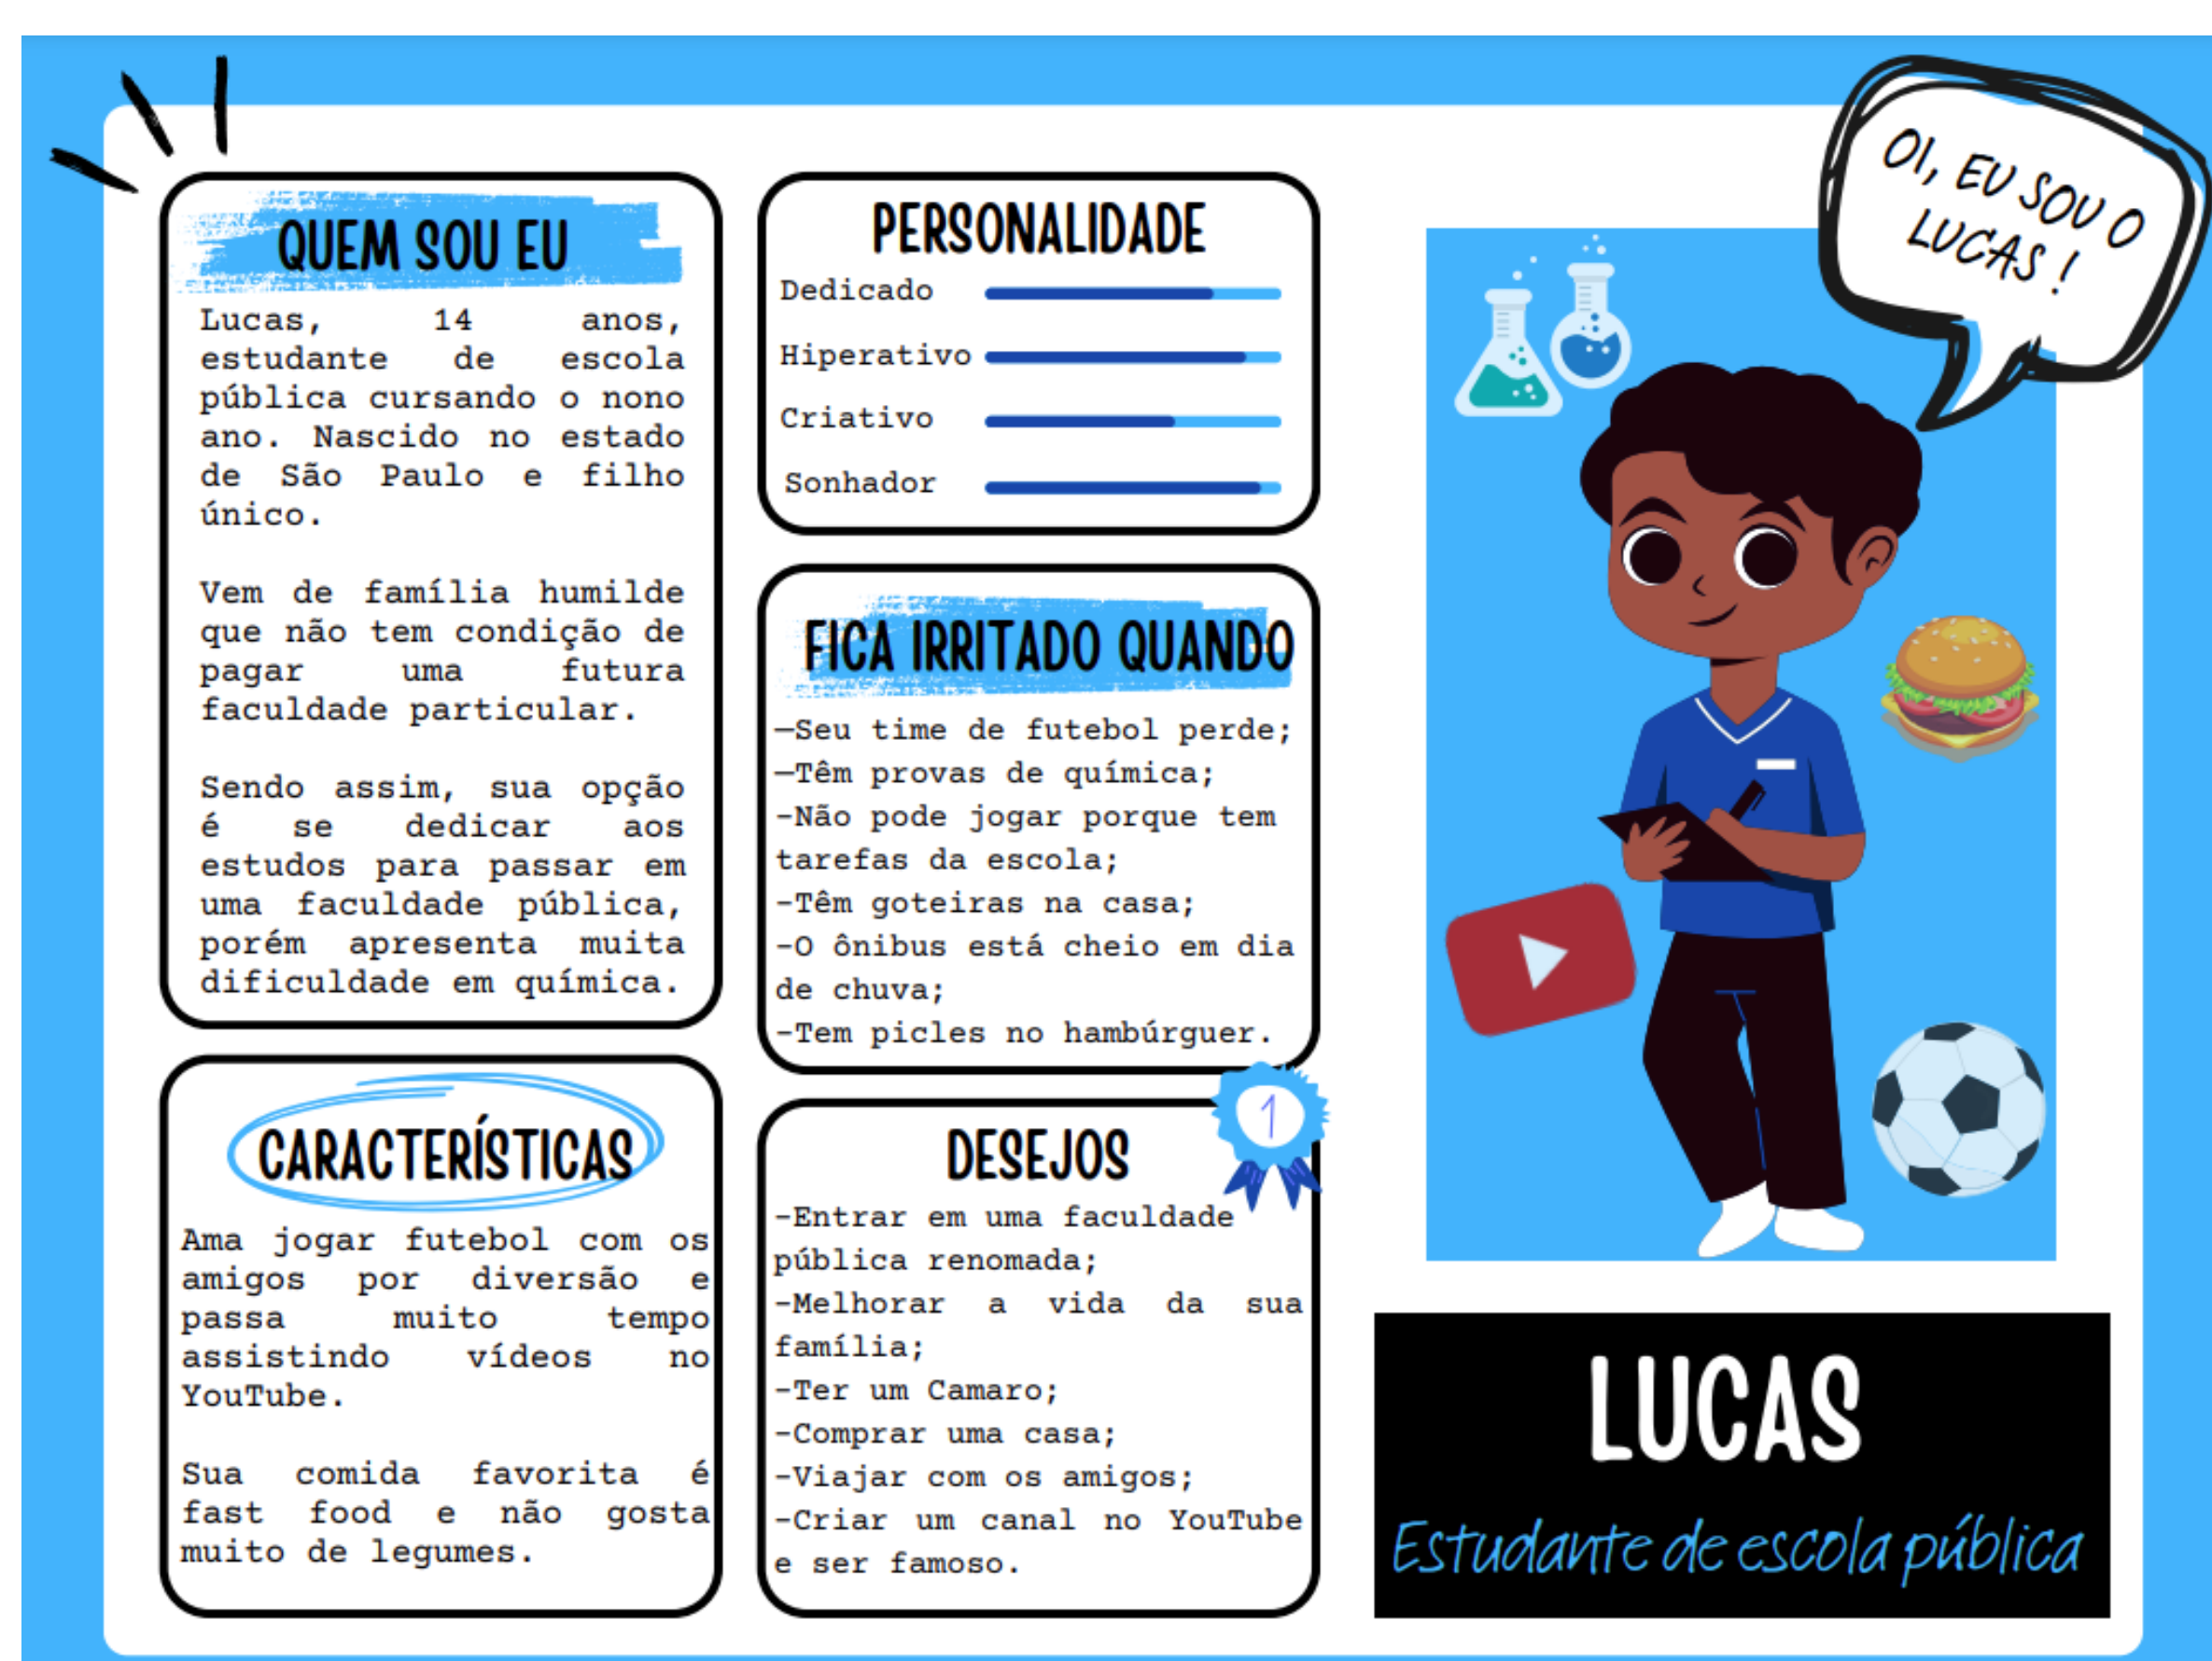 OI, EU SOU O
LUCAS !
QUEM SOU EU
Lucas, 14 anos,
estudante de escola
pública cursando o nono
ano. Nascido no estado
de São Paulo e filho
único.
Vem de família humilde
que não tem condição de
pagar uma futura
faculdade particular.
Sendo assim, sua opção
é se dedicar aos
estudos para passar em
uma faculdade pública,
porém apresenta muita
dificuldade em química.
CARACTERÍSTICAS
Ama jogar futebol com os
amigos por diversão e
passa muito tempo
assistindo vídeos no
YouTube.
Sua comida favorita é
fast food e não gosta
muito de legumes.
PERSONALIDADE
Dedicado
Hiperativo
Criativo
Sonhador
FICA IRRITADO QUANDO
—Seu time de futebol perde;
—Têm provas de química;
-Não pode jogar porque tem
tarefas da escola;
-Têm goteiras na casa;
-O ônibus está cheio em dia
de chuva;
-Tem picles no hambúrguer.
1
DESEJOS
-Entrar em uma faculdade
pública renomada;
-Melhorar a vida da sua
família;
-Ter um Camaro;
-Comprar uma casa;
-Viajar com os amigos;
-Criar um canal no YouTube
e ser famoso.
LUCAS
Estudante de escola pública